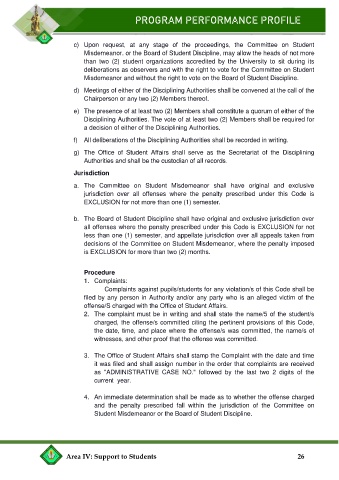 PROGRAM PERFORMANCE PROFILE
c) Upon request, at any stage of the proceedings, the Committee on Student
Misdemeanor, or the Board of Student Discipline, may allow the heads of not more
than two (2) student organizations accredited by the University to sit during its
deliberations as observers and with the right to vote for the Committee on Student
Misdemeanor and without the right to vote on the Board of Student Discipline.
d) Meetings of either of the Disciplining Authorities shall be convened at the call of the
Chairperson or any two (2) Members thereof.
e) The presence of at least two (2) Members shall constitute a quorum of either of the
Disciplining Authorities. The vote of at least two (2) Members shall be required for
a decision of either of the Disciplining Authorities.
f) All deliberations of the Disciplining Authorities shall be recorded in writing.
g) The Office of Student Affairs shall serve as the Secretariat of the Disciplining
Authorities and shall be the custodian of all records.
Jurisdiction
a. The Committee on Student Misdemeanor shall have original and exclusive
jurisdiction over all offenses where the penalty prescribed under this Code is
EXCLUSION for not more than one (1) semester.
b. The Board of Student Discipline shall have original and exclusive jurisdiction over
all offenses where the penalty prescribed under this Code is EXCLUSION for not
less than one (1) semester, and appellate jurisdiction over all appeals taken from
decisions of the Committee on Student Misdemeanor, where the penalty imposed
is EXCLUSION for more than two (2) months.
Procedure
1. Complaints:
Complaints against pupils/students for any violation/s of this Code shall be
filed by any person in Authority and/or any party who is an alleged victim of the
offense/S charged with the Office of Student Affairs.
2. The complaint must be in writing and shall state the name/S of the student/s
charged, the offense/s committed citing the pertinent provisions of this Code,
the date, time, and place where the offense/s was committed, the name/s of
witnesses, and other proof that the offense was committed.
3. The Office of Student Affairs shall stamp the Complaint with the date and time
it was filed and shall assign number in the order that complaints are received
as "ADMINISTRATIVE CASE NO." followed by the last two 2 digits of the
current year.
4. An immediate determination shall be made as to whether the offense charged
and the penalty prescribed fall within the jurisdiction of the Committee on
Student Misdemeanor or the Board of Student Discipline.
Area IV: Support to Students 26